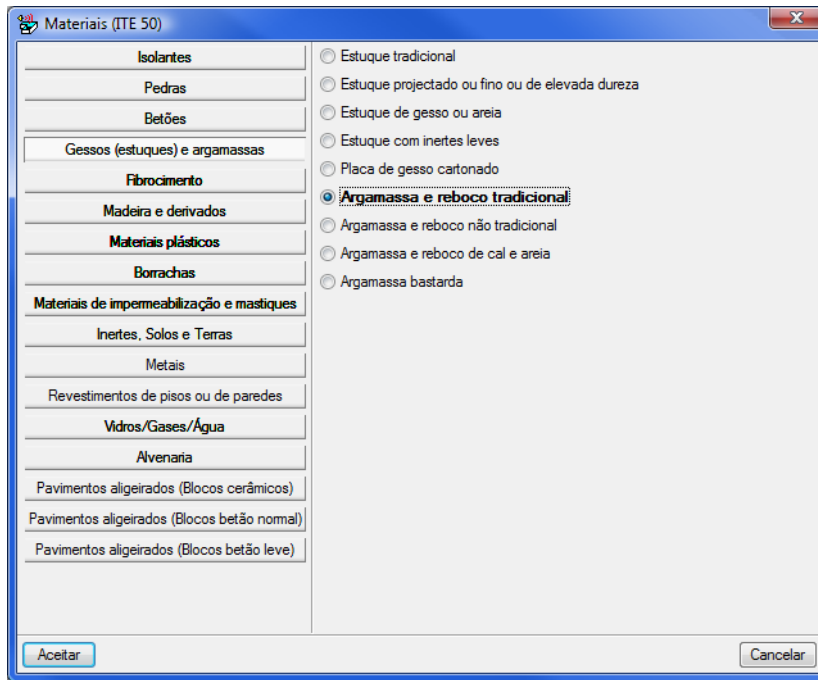 Materiais (ITE 50)
Isolantes
Pedras
Betões
Gessos (estuques) e argamassas
Fibrocimento
Madeira e derivados
Materiais plásticos
Borrachas
Materiais de impermeabilização e mastiques
Inertes, Solos e Terras
Metais
Revestimentos de pisos ou de paredes
Vidros/Gases/Água
Alvenaria
Pavimentos aligeirados (Blocos cerâmicos)
Pavimentos aligeirados (Blocos betão normal)
Pavimentos aligeirados (Blocos betão leve)
Estuque tradicional
Estuque projectado ou fino ou de elevada dureza
Estuque de gesso ou areia
Estuque com inertes leves
Placa de gesso cartonado
Argamassa e reboco tradicional
Argamassa e reboco não tradicional
Argamassa e reboco de cal e areia
Argamassa bastarda
Aceitar
Cancelar